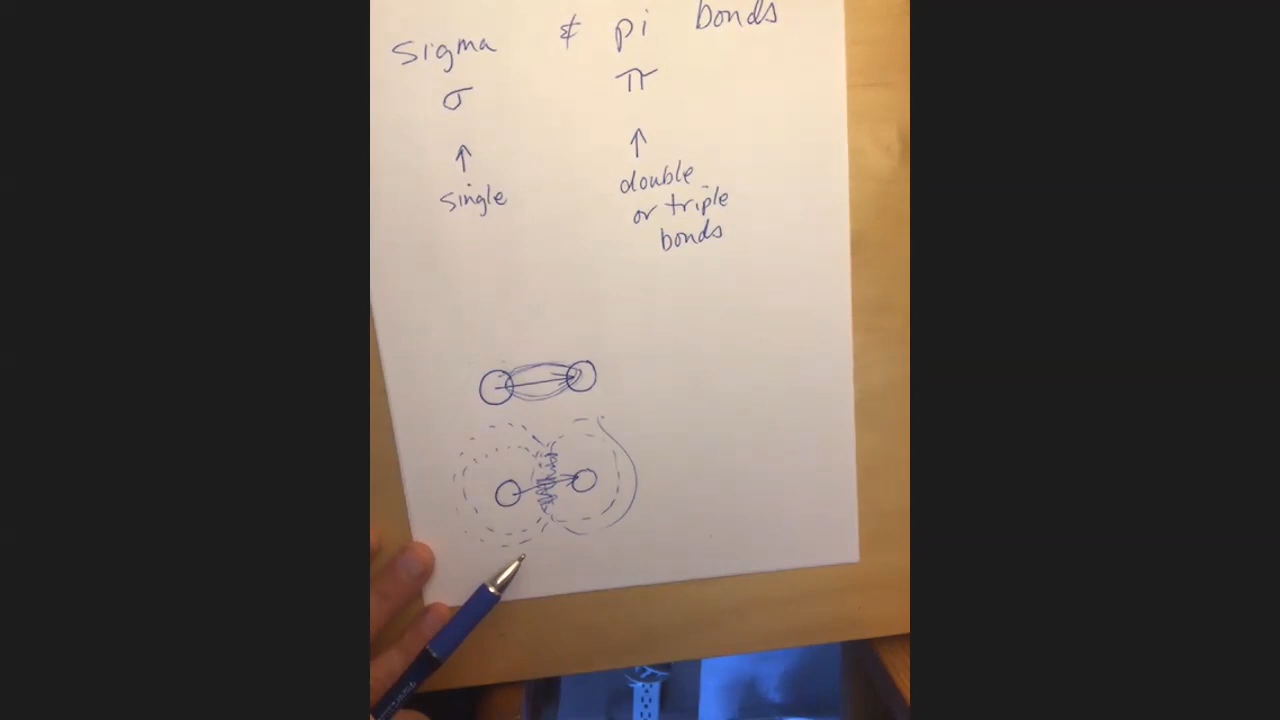 Sigma & pi bonds
σ π
↑ ↑
single double
or triple
bonds